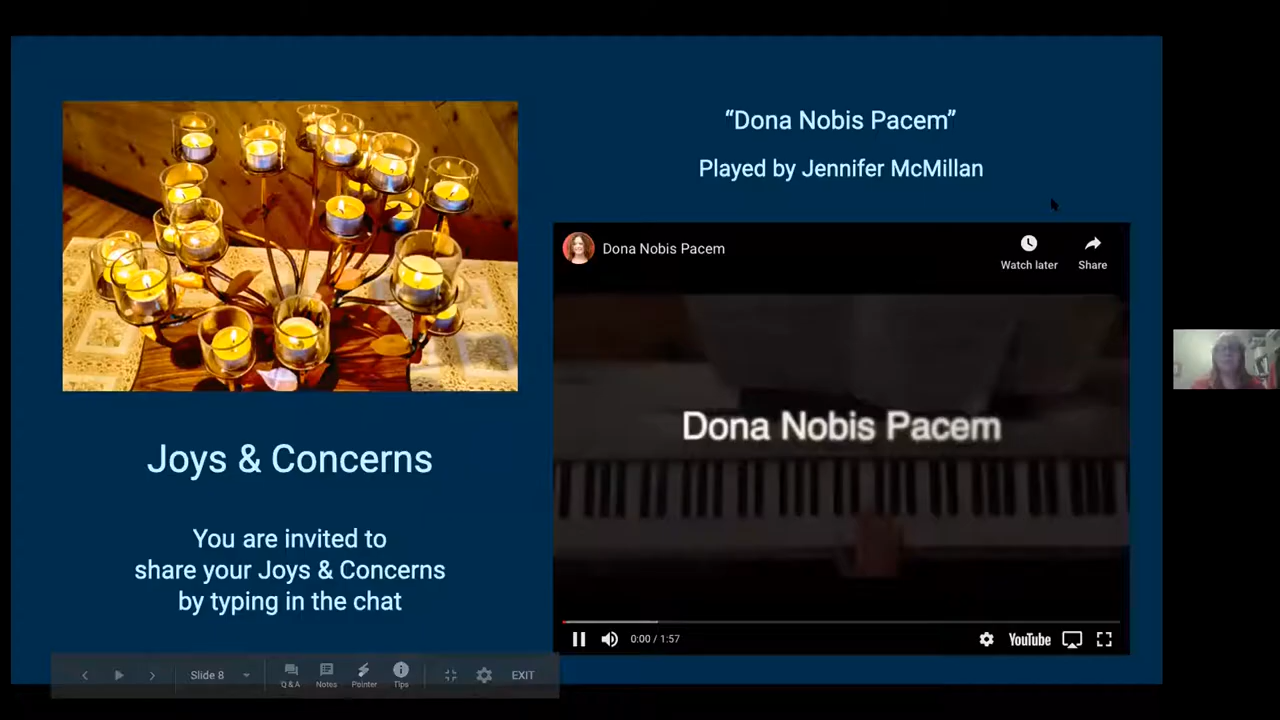 “Dona Nobis Pacem”
Played by Jennifer McMillan
Dona Nobis Pacem
Watch later
Share
Dona Nobis Pacem
0:00 / 1:57
YouTube
Joys & Concerns
You are invited to
share your Joys & Concerns
by typing in the chat
Slide 8
Q & A
Notes
Pointer
Tips
EXIT